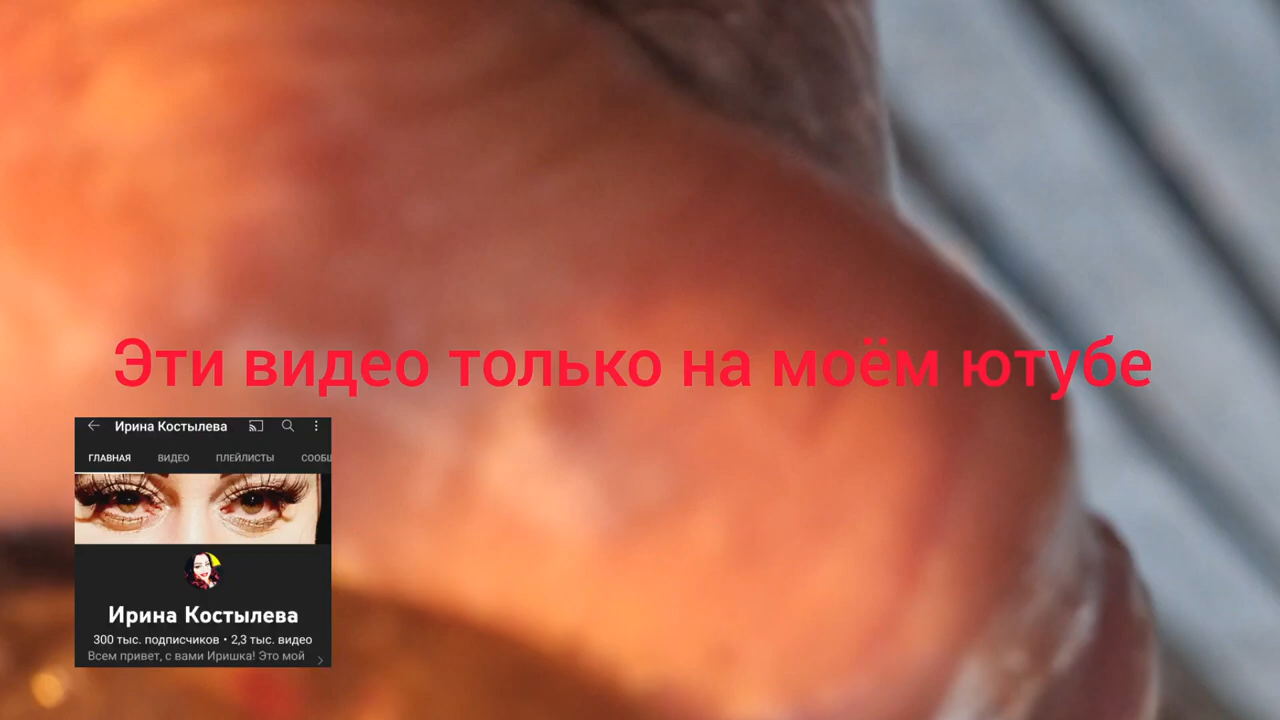 Эти видео только на моём ютубе
Ирина Костылева
ГЛАВНАЯ ВИДЕО ПЛЕЙЛИСТЫ СООБЩ
Ирина Костылева
300 тыс. подписчиков • 2,3 тыс. видео
Всем привет, с вами Иришка! Это мой